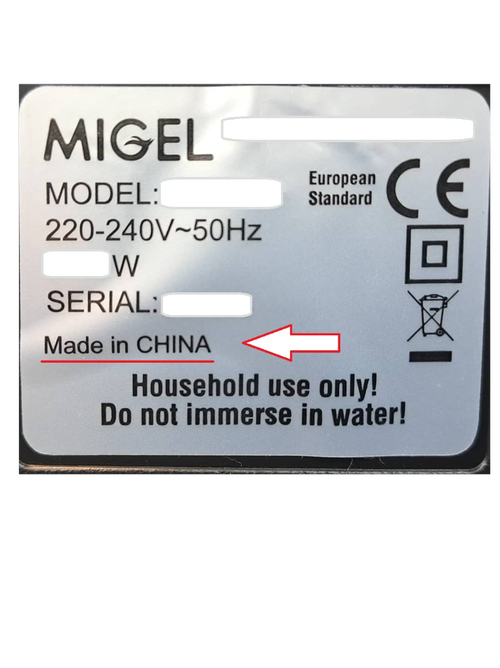 MIGEL
MODEL:
European
Standard
CE
220-240V~50Hz
W
SERIAL:
Made in CHINA
Household use only!
Do not immerse in water!